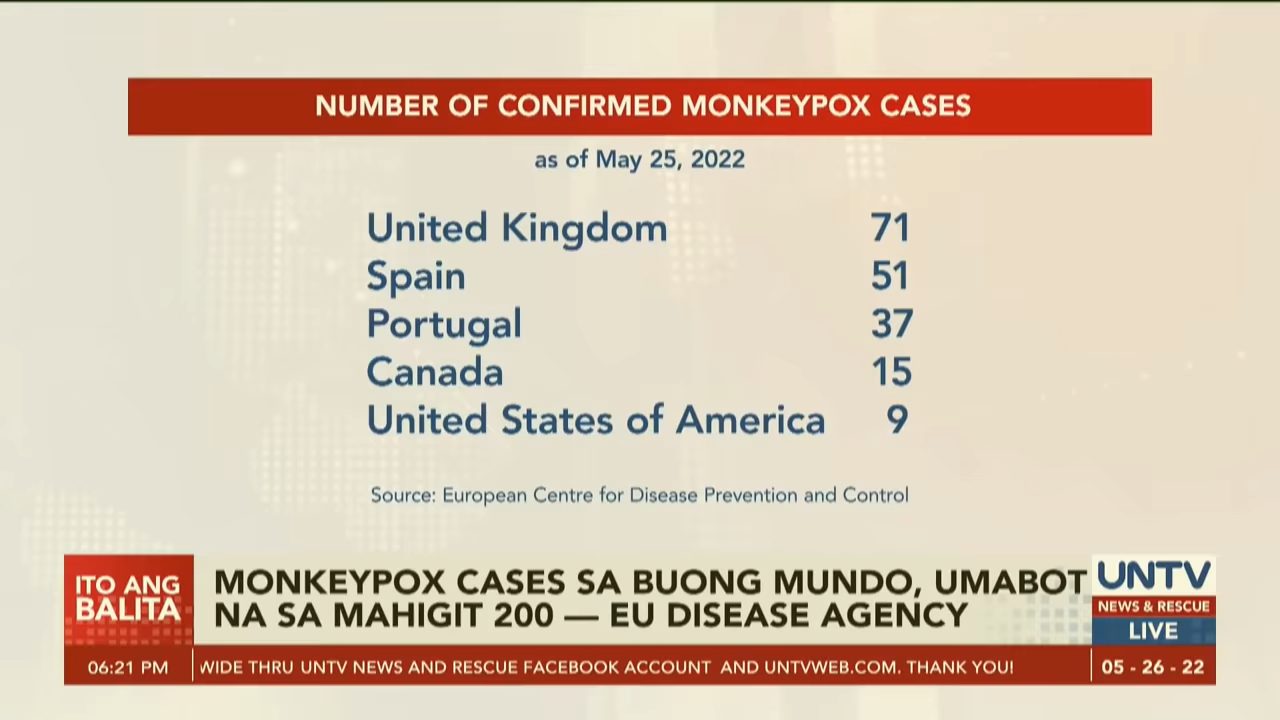 NUMBER OF CONFIRMED MONKEYPOX CASES
as of May 25, 2022
United Kingdom 71
Spain 51
Portugal 37
Canada 15
United States of America 9
Source: European Centre for Disease Prevention and Control
ITO ANG
BALITA
MONKEYPOX CASES SA BUONG MUNDO, UMABOT
NA SA MAHIGIT 200 — EU DISEASE AGENCY
UNTV
NEWS & RESCUE
LIVE
06:21 PM
WIDE THRU UNTV NEWS AND RESCUE FACEBOOK ACCOUNT AND UNTVWEB.COM. THANK YOU!
05 - 26 - 22